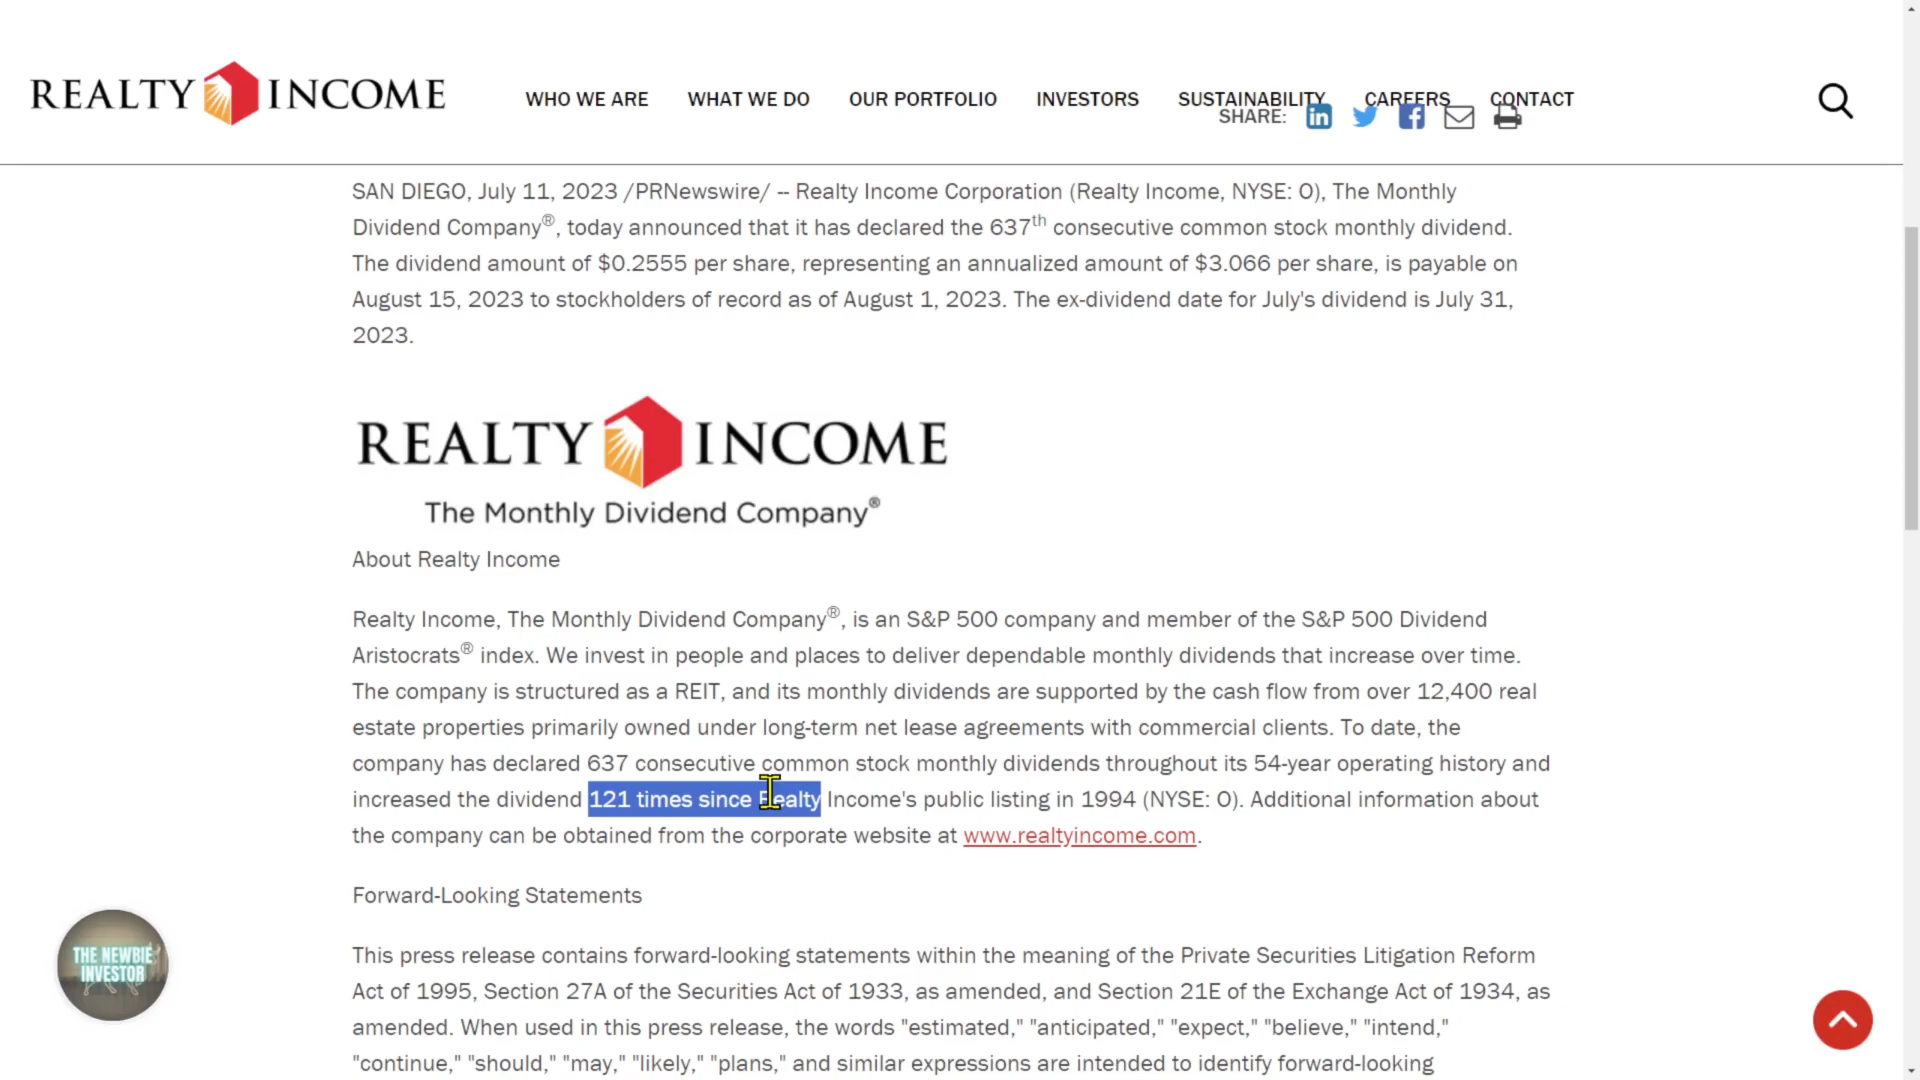 REALTY INCOME
WHO WE ARE WHAT WE DO OUR PORTFOLIO INVESTORS SUSTAINABILITY CAREERS CONTACT
SHARE:
SAN DIEGO, July 11, 2023 /PRNewswire/ -- Realty Income Corporation (Realty Income, NYSE: O), The Monthly
Dividend Company®, today announced that it has declared the 637th consecutive common stock monthly dividend.
The dividend amount of $0.2555 per share, representing an annualized amount of $3.066 per share, is payable on
August 15, 2023 to stockholders of record as of August 1, 2023. The ex-dividend date for July's dividend is July 31,
2023.
REALTY INCOME
The Monthly Dividend Company®
About Realty Income
Realty Income, The Monthly Dividend Company®, is an S&P 500 company and member of the S&P 500 Dividend
Aristocrats® index. We invest in people and places to deliver dependable monthly dividends that increase over time.
The company is structured as a REIT, and its monthly dividends are supported by the cash flow from over 12,400 real
estate properties primarily owned under long-term net lease agreements with commercial clients. To date, the
company has declared 637 consecutive common stock monthly dividends throughout its 54-year operating history and
increased the dividend 121 times since Realty Income's public listing in 1994 (NYSE: O). Additional information about
the company can be obtained from the corporate website at www.realtyincome.com.
Forward-Looking Statements
THE NEWBIE
INVESTOR
This press release contains forward-looking statements within the meaning of the Private Securities Litigation Reform
Act of 1995, Section 27A of the Securities Act of 1933, as amended, and Section 21E of the Exchange Act of 1934, as
amended. When used in this press release, the words "estimated," "anticipated," "expect," "believe," "intend,"
"continue," "should," "may," "likely," "plans," and similar expressions are intended to identify forward-looking